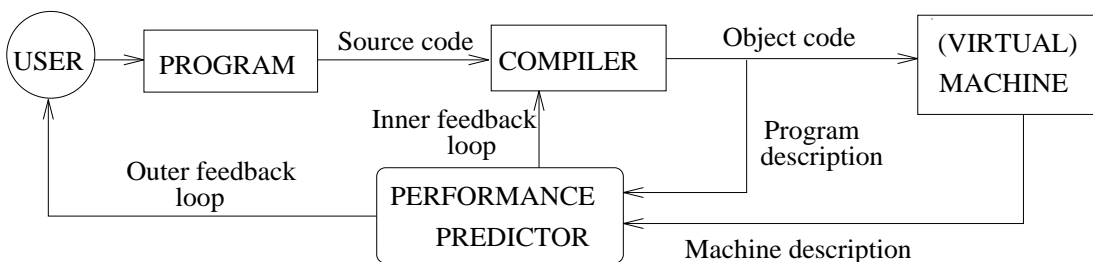 USER
PROGRAM
Source code
COMPILER
Object code
(VIRTUAL)
MACHINE
Inner feedback
loop
Program
description
Outer feedback
loop
PERFORMANCE
PREDICTOR
Machine description